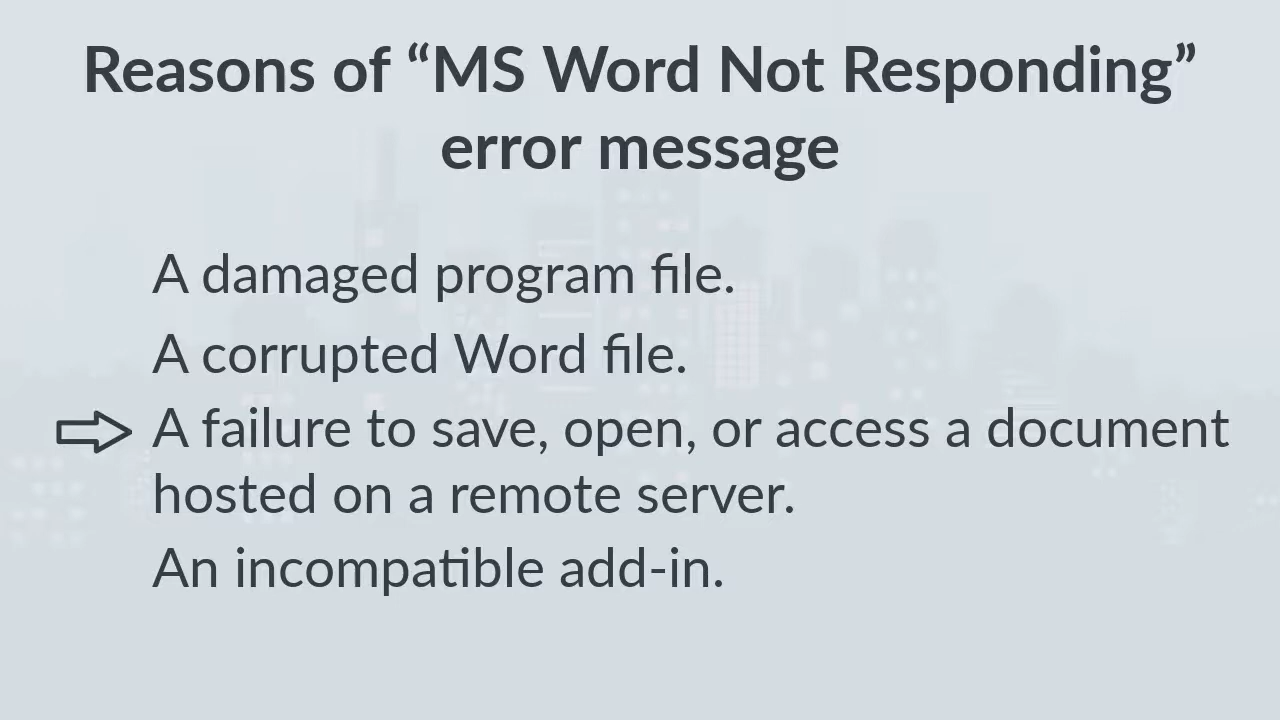 Reasons of “MS Word Not Responding”
error message
A damaged program file.
A corrupted Word file.
A failure to save, open, or access a document
hosted on a remote server.
An incompatible add-in.